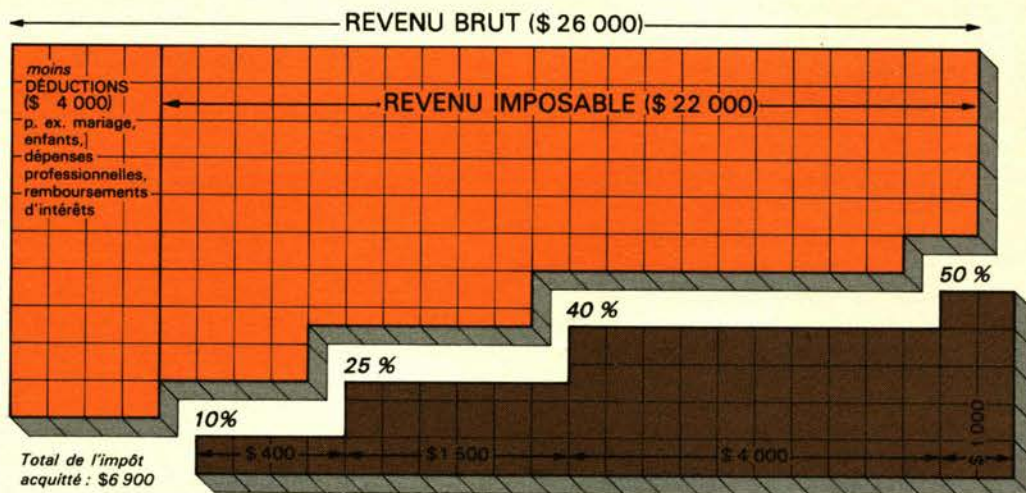 REVENU BRUT ($ 26 000)
moins
DÉDUCTIONS
($ 4 000)
p. ex. mariage,
enfants,]
dépenses
professionnelles,
remboursements
d'intérêts
REVENU IMPOSABLE ($ 22 000)
50 %
40 %
25 %
10%
$ 400
$ 1 500
$ 4 000
$ 1 000
Total de l'impôt
acquitté : $6 900